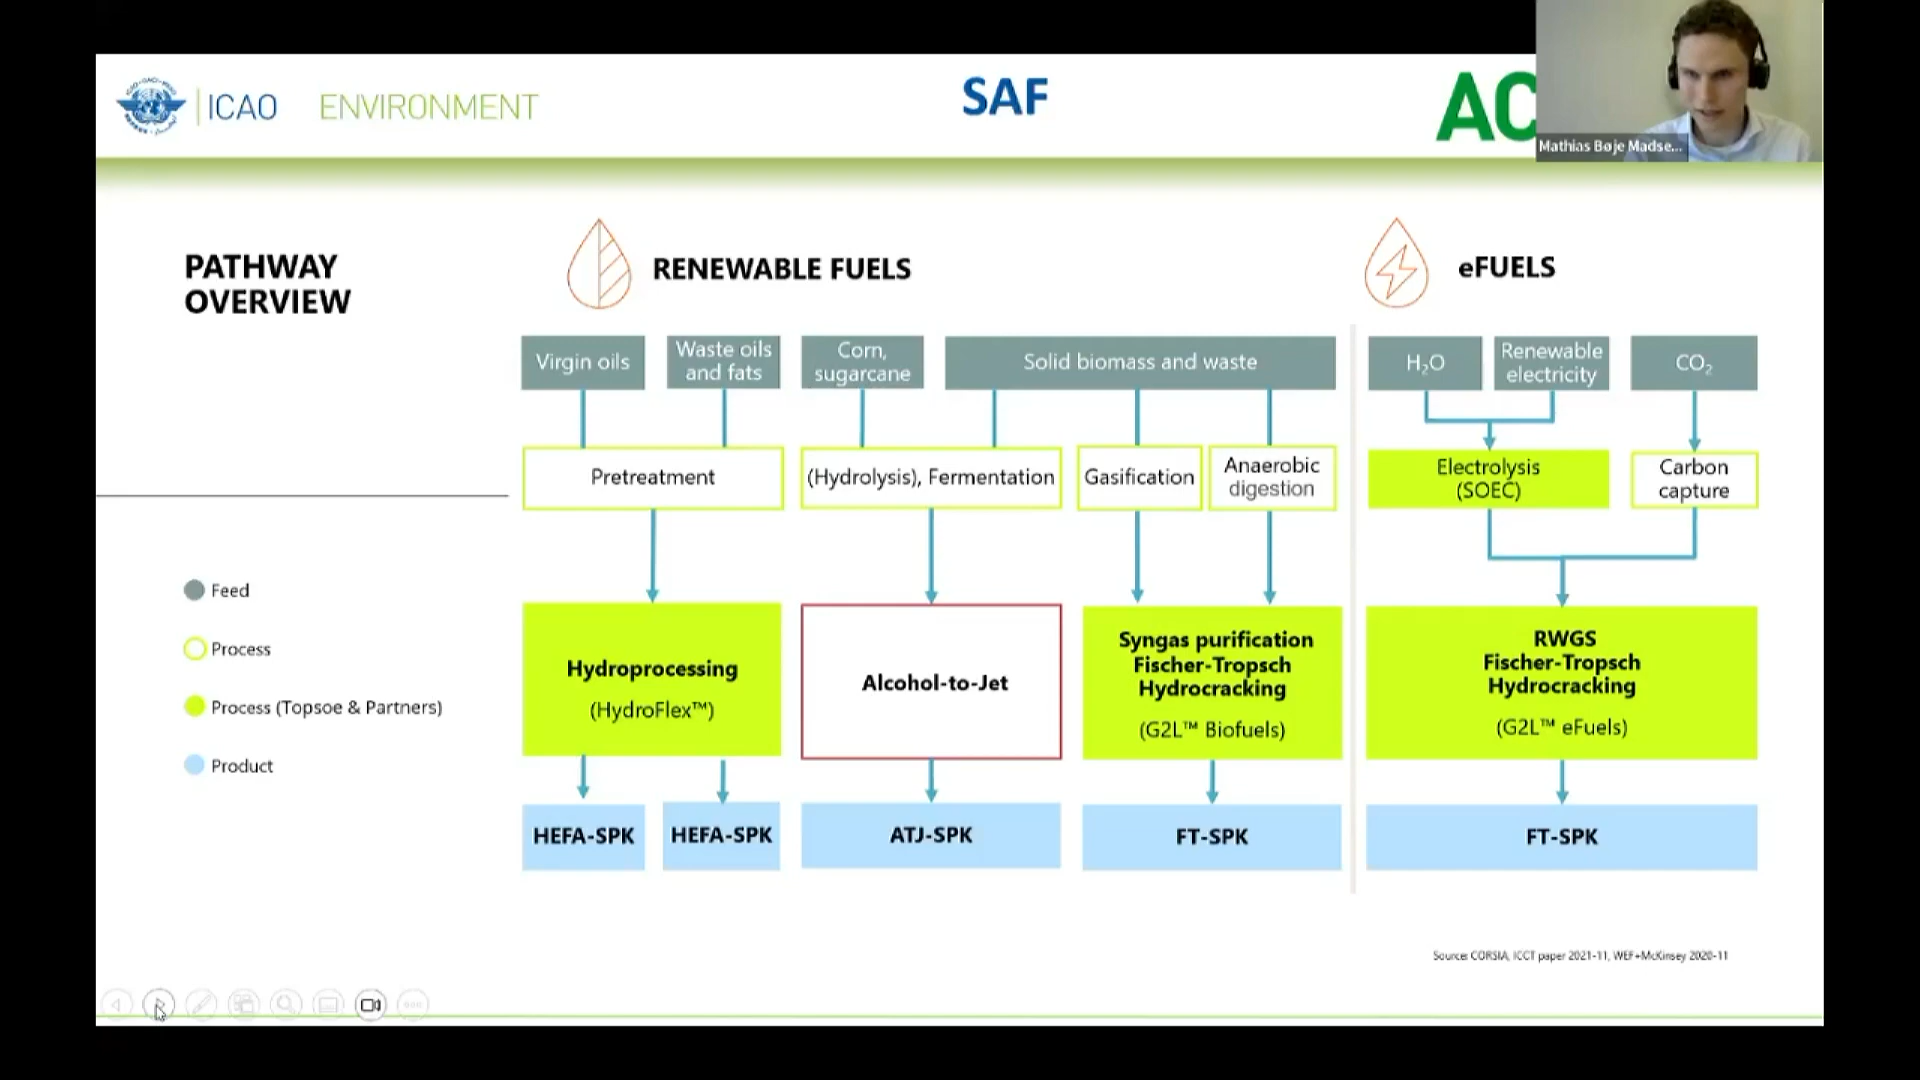 ICAO ENVIRONMENT
SAF
AC
Mathias Bøje Madse...
PATHWAY
OVERVIEW
RENEWABLE FUELS
eFUELS
Virgin oils
Waste oils
and fats
Corn,
sugarcane
Solid biomass and waste
H₂O
Renewable
electricity
CO₂
Pretreatment
(Hydrolysis), Fermentation
Gasification
Anaerobic
digestion
Electrolysis
(SOEC)
Carbon
capture
Feed
Process
Process (Topsoe & Partners)
Product
Hydroprocessing
(HydroFlex™)
Alcohol-to-Jet
Syngas purification
Fischer-Tropsch
Hydrocracking
(G2L™ Biofuels)
RWGS
Fischer-Tropsch
Hydrocracking
(G2L™ eFuels)
HEFA-SPK
HEFA-SPK
ATJ-SPK
FT-SPK
FT-SPK
Source: CORSIA, ICCT paper 2021-11, WEF+McKinsey 2020-11